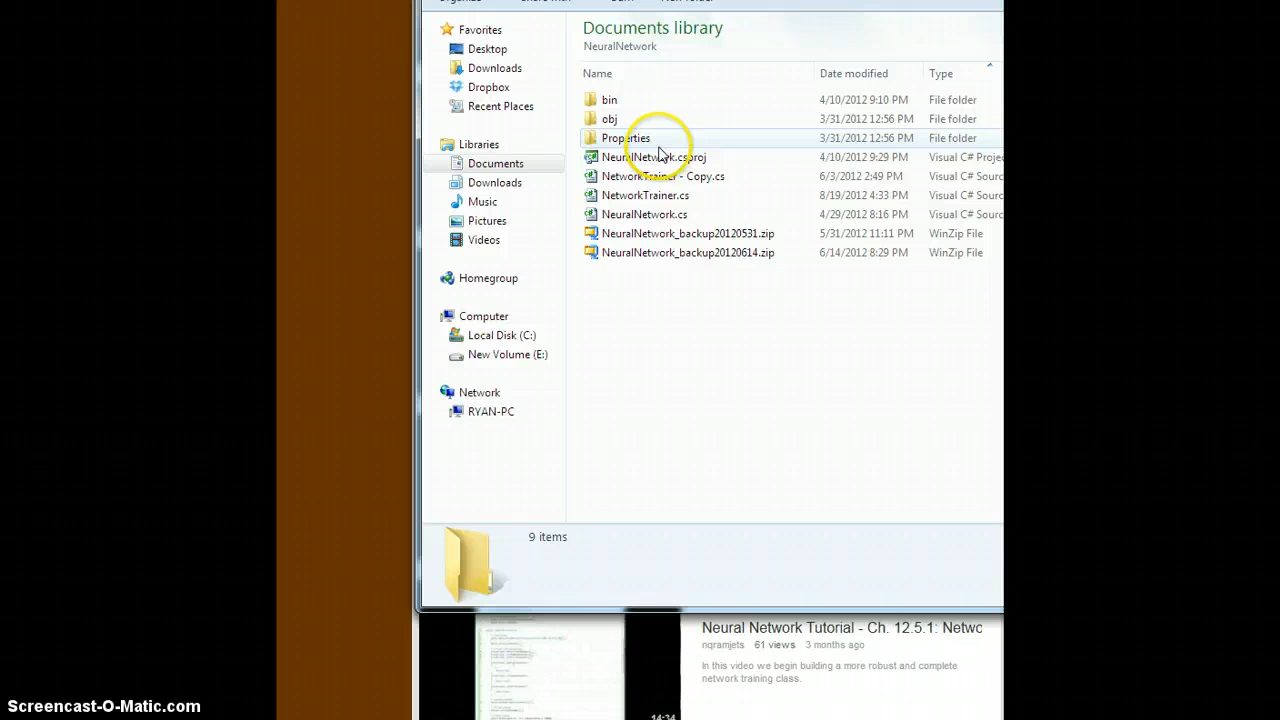 Documents library
NeuralNetwork
Favorites
Desktop
Downloads
Dropbox
Recent Places
Libraries
Documents
Downloads
Music
Pictures
Videos
Homegroup
Computer
Local Disk (C:)
New Volume (E:)
Network
RYAN-PC
Name Date modified Type
bin 4/10/2012 9:10 PM File folder
obj 3/31/2012 12:56 PM File folder
Properties 3/31/2012 12:56 PM File folder
NeuralNetwork.csproj 4/10/2012 9:29 PM Visual C# Projec
NetworkTrainer - Copy.cs 6/3/2012 2:49 PM Visual C# Sourc
NetworkTrainer.cs 8/19/2012 4:33 PM Visual C# Sourc
NeuralNetwork.cs 4/29/2012 8:16 PM Visual C# Sourc
NeuralNetwork_backup20120531.zip 5/31/2012 11:11 PM WinZip File
NeuralNetwork_backup20120614.zip 6/14/2012 8:29 PM WinZip File
9 items
Neural Network Tutorial - Ch. 12.5.1: Netwo
nqramjets 61 views 3 months ago
In this video we begin building a more robust and complete
network training class.
Screencast-O-Matic.com